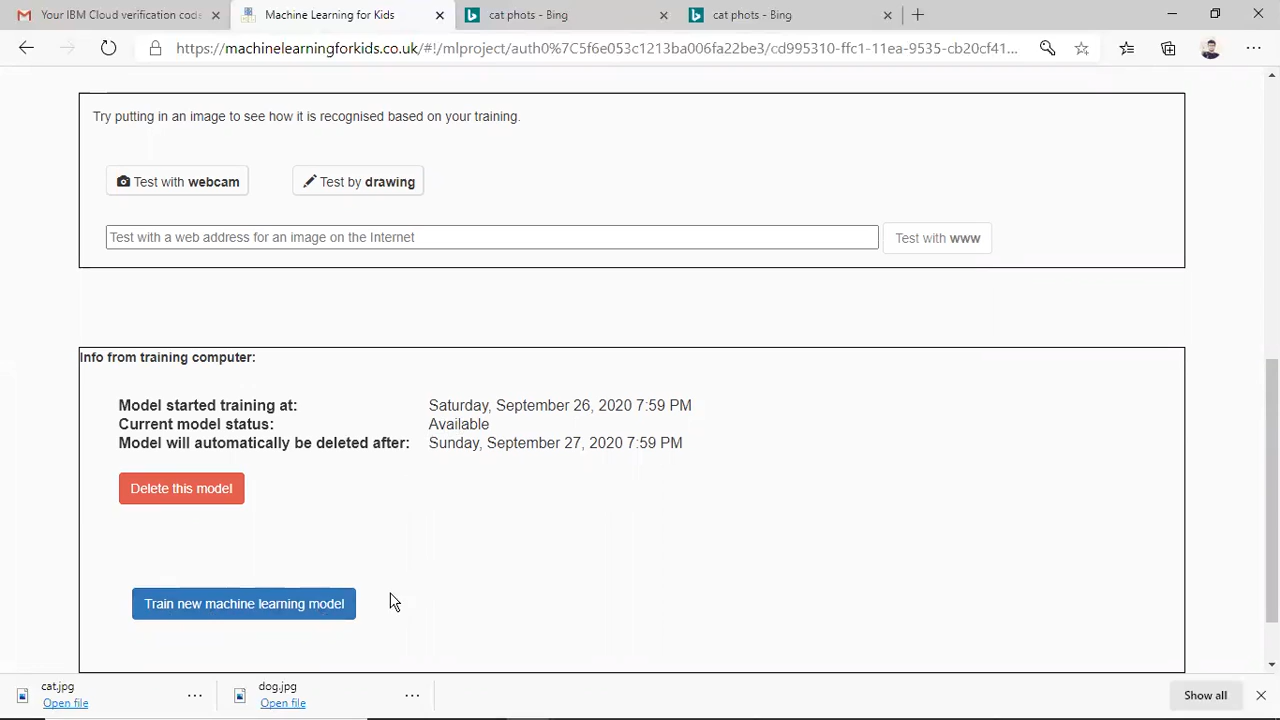 Your IBM Cloud verification code
Machine Learning for Kids
cat phots - Bing
cat phots - Bing
https://machinelearningforkids.co.uk/#!/mlproject/auth0%7C5f6e053c1213ba006fa22be3/cd995310-ffc1-11ea-9535-cb20cf41...
Try putting in an image to see how it is recognised based on your training.
Test with webcam
Test by drawing
Test with a web address for an image on the Internet
Test with www
Info from training computer:
Model started training at: Saturday, September 26, 2020 7:59 PM
Current model status: Available
Model will automatically be deleted after: Sunday, September 27, 2020 7:59 PM
Delete this model
Train new machine learning model
cat.jpg
Open file
dog.jpg
Open file
Show all